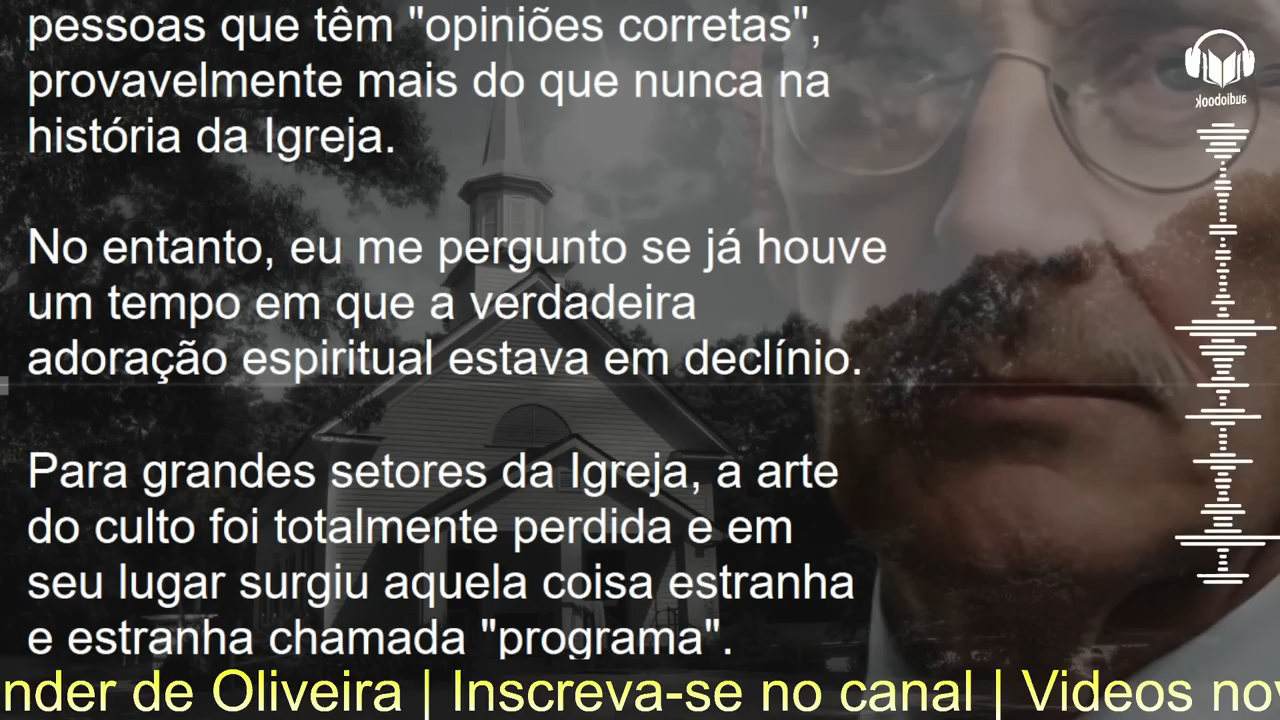 pessoas que têm "opiniões corretas",
provavelmente mais do que nunca na
história da Igreja.
No entanto, eu me pergunto se já houve
um tempo em que a verdadeira
adoração espiritual estava em declínio.
Para grandes setores da Igreja, a arte
do culto foi totalmente perdida e em
seu lugar surgiu aquela coisa estranha
e estranha chamada "programa".
nder de Oliveira | Inscreva-se no canal | Videos nov
audiobook